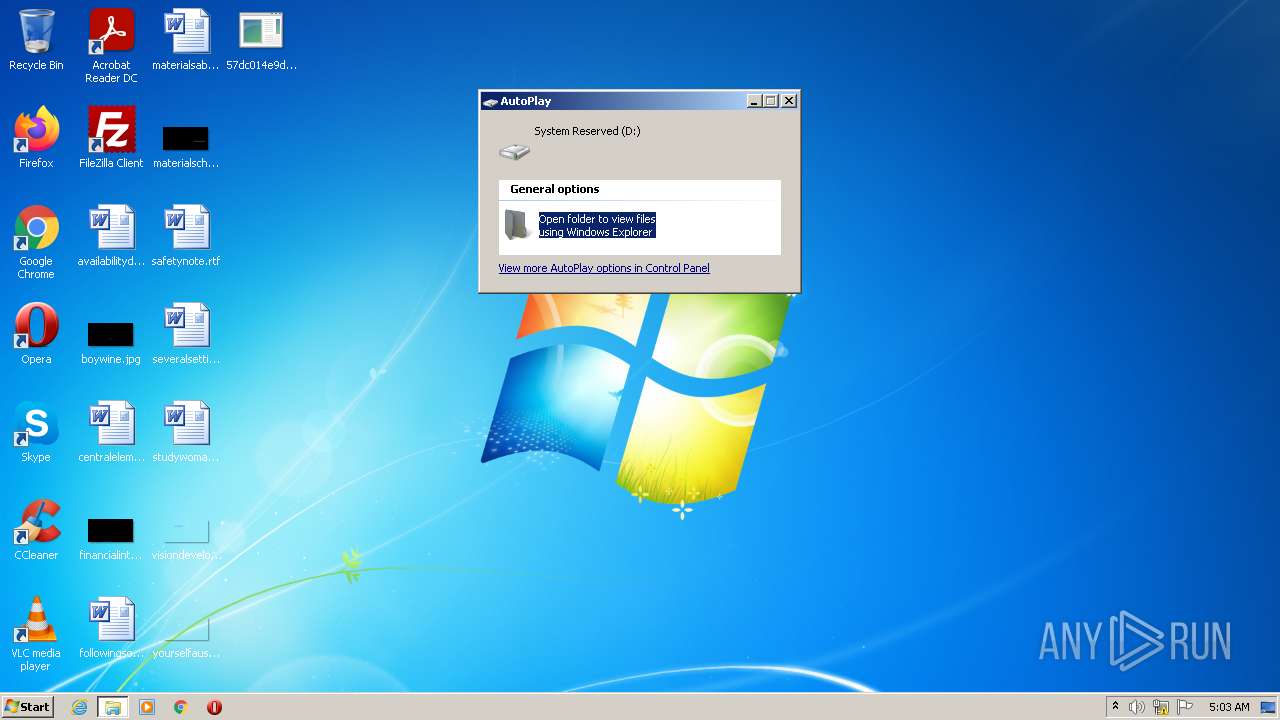 Recycle Bin
Acrobat
Reader DC
materialsab...
57dc014e9d...
Firefox
FileZilla Client
materialsch...
Google
Chrome
availabilityd...
safetynote.rtf
Opera
boywine.jpg
severalsetti...
Skype
centralelem...
studywoma...
CCleaner
financialint...
visiondevelo...
VLC media
player
followingso...
yourselfaus...
AutoPlay
System Reserved (D:)
General options
Open folder to view files
using Windows Explorer
View more AutoPlay options in Control Panel
ANY RUN
Start
5:03 AM